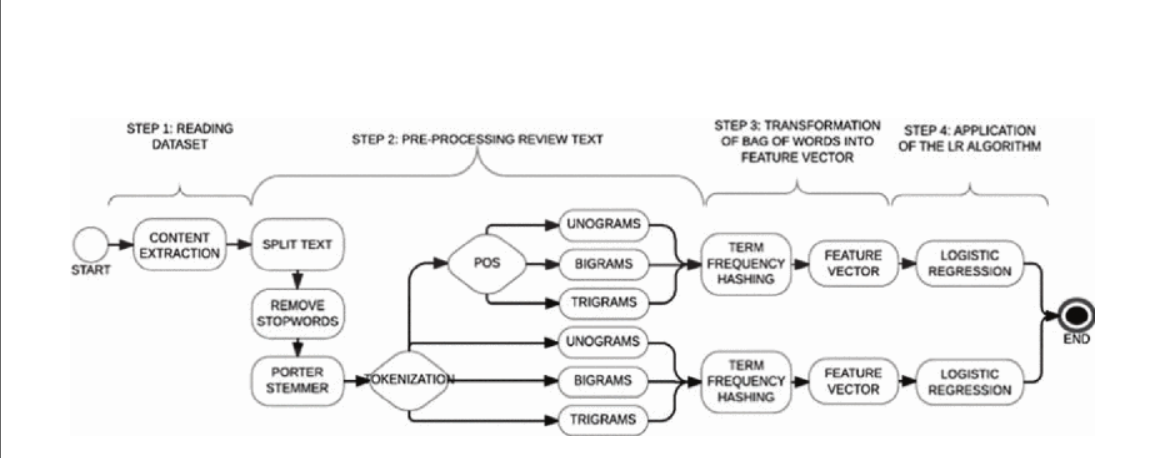 STEP 1: READING
DATASET
STEP 2: PRE-PROCESSING REVIEW TEXT
STEP 3: TRANSFORMATION
OF BAG OF WORDS INTO
FEATURE VECTOR
STEP 4: APPLICATION
OF THE LR ALGORITHM
START
CONTENT
EXTRACTION
SPLIT TEXT
REMOVE
STOPWORDS
PORTER
STEMMER
TOKENIZATION
POS
UNOGRAMS
BIGRAMS
TRIGRAMS
UNOGRAMS
BIGRAMS
TRIGRAMS
TERM
FREQUENCY
HASHING
FEATURE
VECTOR
LOGISTIC
REGRESSION
TERM
FREQUENCY
HASHING
FEATURE
VECTOR
LOGISTIC
REGRESSION
END